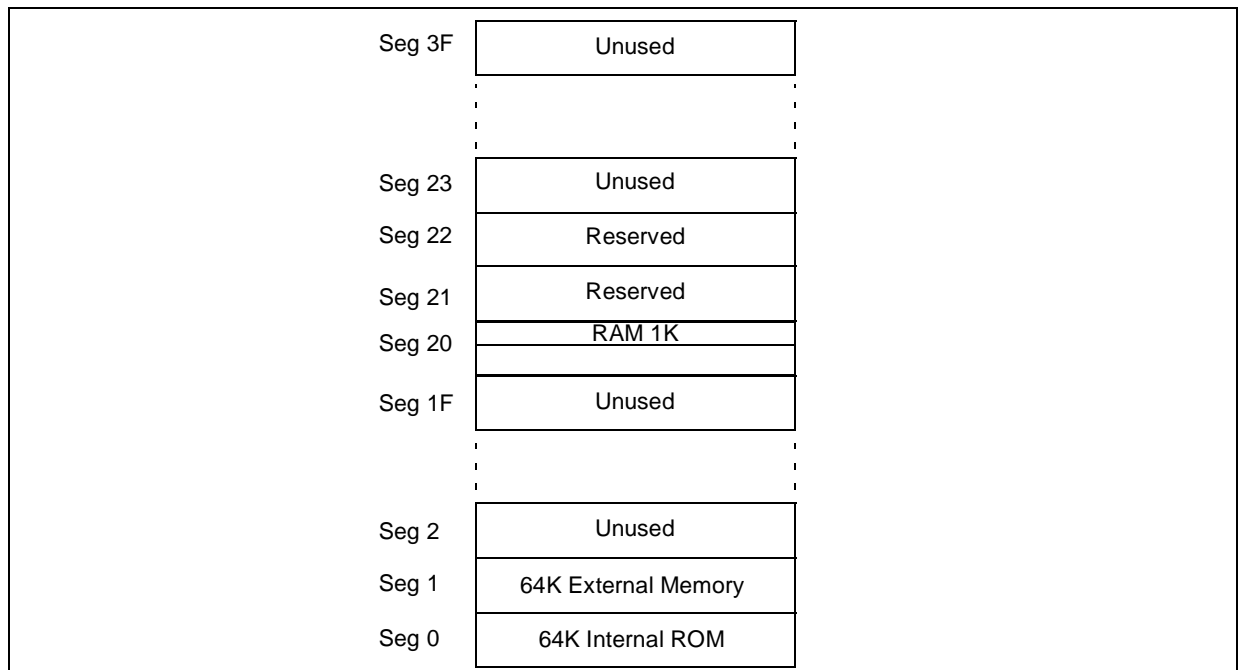 Seg 3F Unused
Seg 23 Unused
Seg 22 Reserved
Seg 21 Reserved
RAM 1K
Seg 20
Seg 1F Unused
Seg 2 Unused
Seg 1 64K External Memory
Seg 0 64K Internal ROM